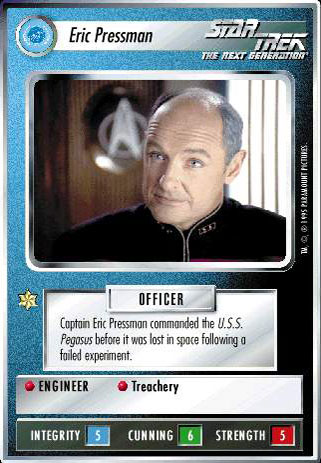 Eric Pressman
STAR TREK
THE NEXT GENERATION
TM, ©, ® 1995 PARAMOUNT PICTURES.
OFFICER
Captain Eric Pressman commanded the U.S.S.
Pegasus before it was lost in space following a
failed experiment.
ENGINEER Treachery
INTEGRITY 5 CUNNING 6 STRENGTH 5